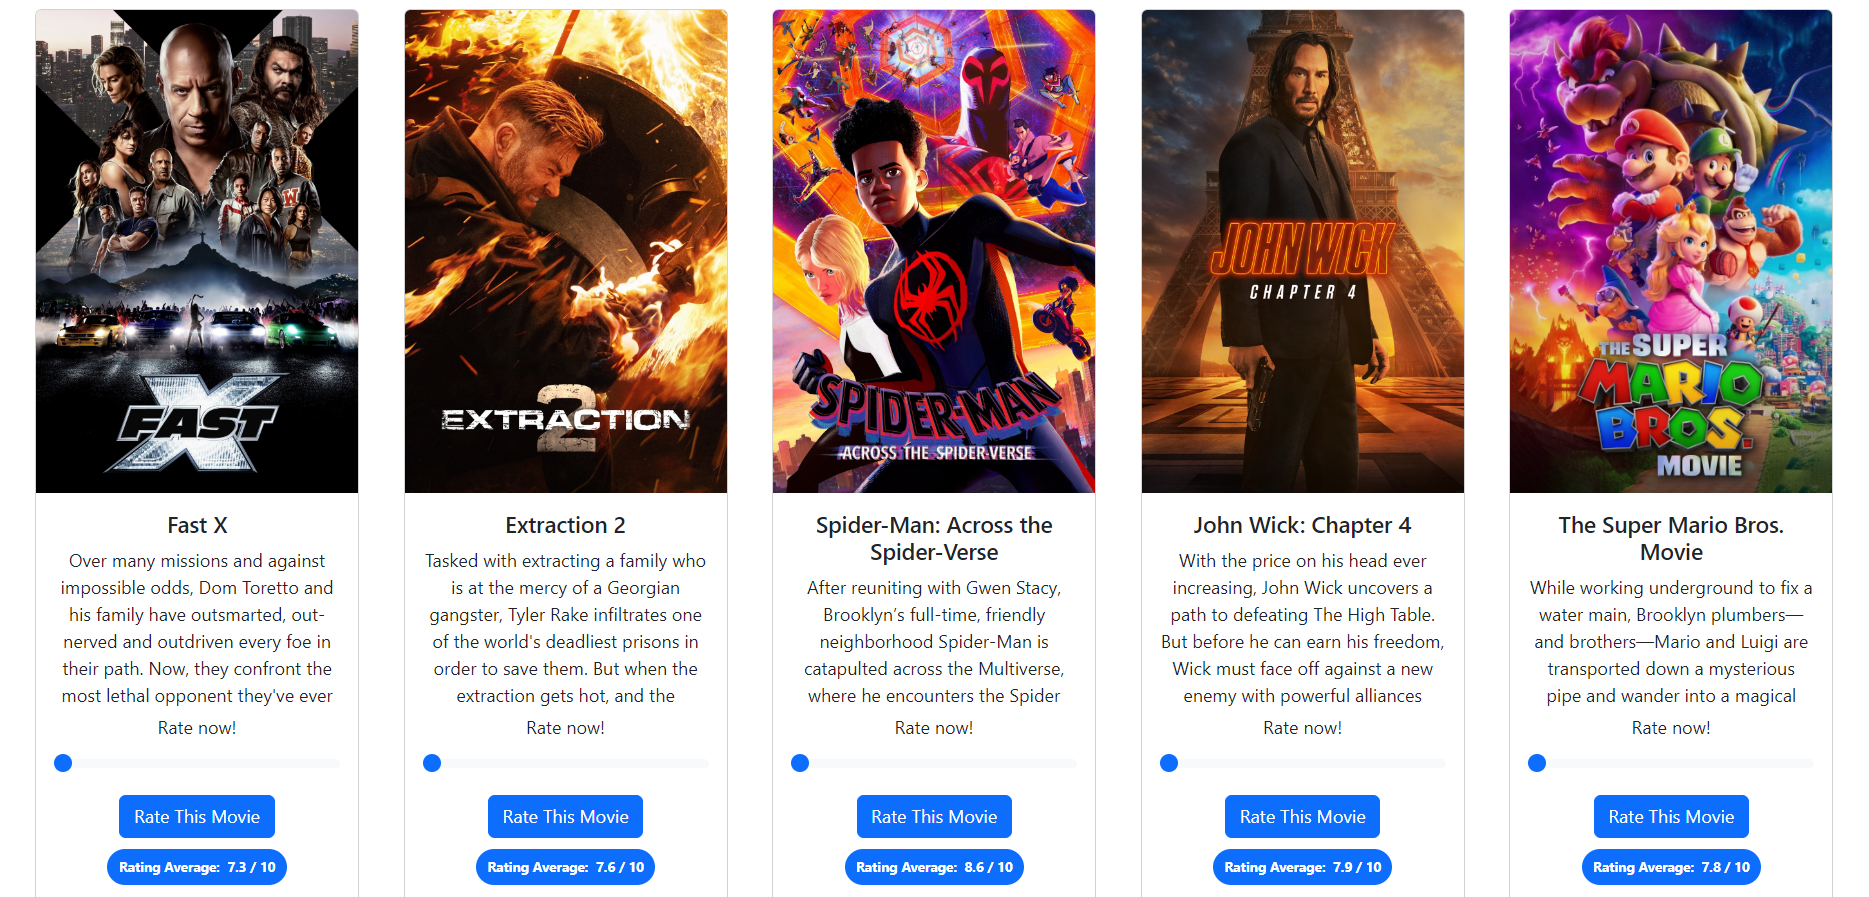 FAST X
EXTRACTION 2
SPIDER-MAN
ACROSS THE SPIDER-VERSE
JOHN WICK
CHAPTER 4
THE SUPER
MARIO
BROS.
MOVIE
Fast X
Over many missions and against
impossible odds, Dom Toretto and
his family have outsmarted, out-
nerved and outdriven every foe in
their path. Now, they confront the
most lethal opponent they've ever
Rate now!
Rate This Movie
Rating Average: 7.3 / 10
Extraction 2
Tasked with extracting a family who
is at the mercy of a Georgian
gangster, Tyler Rake infiltrates one
of the world's deadliest prisons in
order to save them. But when the
extraction gets hot, and the
Rate now!
Rate This Movie
Rating Average: 7.6 / 10
Spider-Man: Across the
Spider-Verse
After reuniting with Gwen Stacy,
Brooklyn’s full-time, friendly
neighborhood Spider-Man is
catapulted across the Multiverse,
where he encounters the Spider
Rate now!
Rate This Movie
Rating Average: 8.6 / 10
John Wick: Chapter 4
With the price on his head ever
increasing, John Wick uncovers a
path to defeating The High Table.
But before he can earn his freedom,
Wick must face off against a new
enemy with powerful alliances
Rate now!
Rate This Movie
Rating Average: 7.9 / 10
The Super Mario Bros.
Movie
While working underground to fix a
water main, Brooklyn plumbers—
and brothers—Mario and Luigi are
transported down a mysterious
pipe and wander into a magical
Rate now!
Rate This Movie
Rating Average: 7.8 / 10